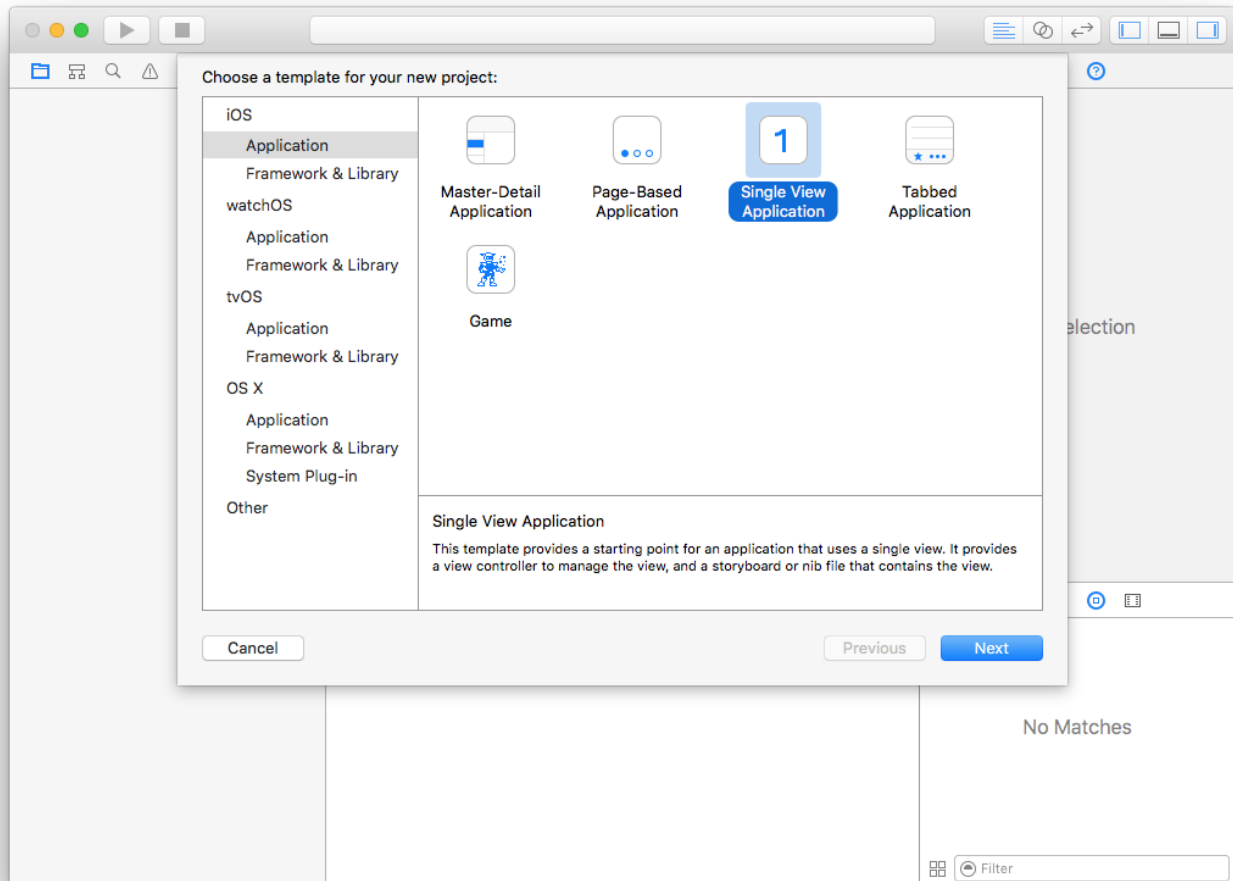 Choose a template for your new project:
iOS
Application
Framework & Library
watchOS
Application
Framework & Library
tvOS
Application
Framework & Library
OS X
Application
Framework & Library
System Plug-in
Other
Master-Detail
Application
Page-Based
Application
1
Single View
Application
Tabbed
Application
Game
Single View Application
This template provides a starting point for an application that uses a single view. It provides
a view controller to manage the view, and a storyboard or nib file that contains the view.
Cancel
Previous
Next
election
No Matches
Filter